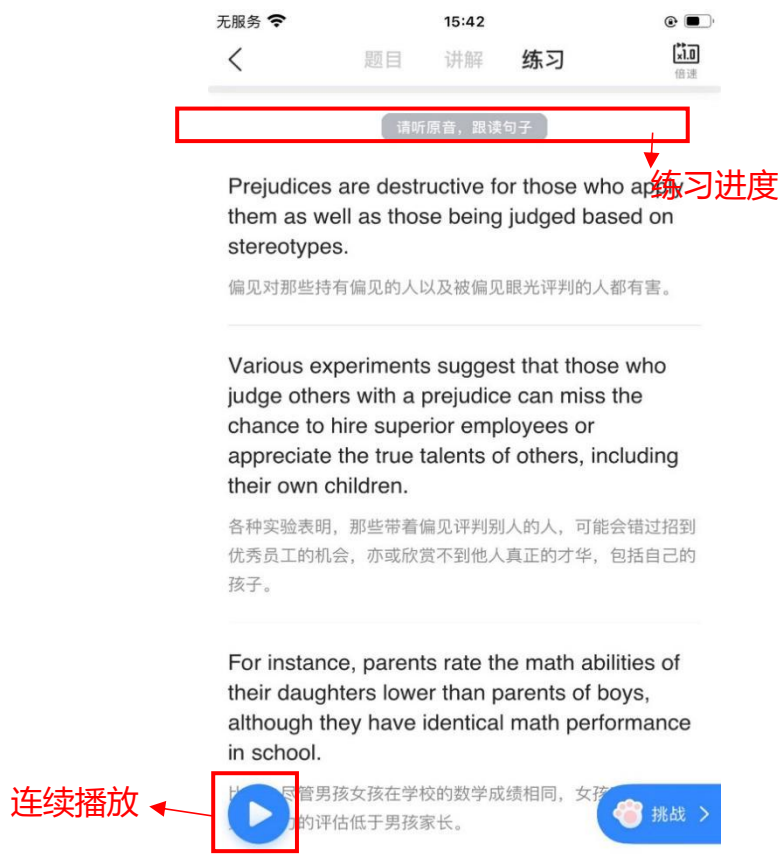 无服务 15:42
题目 讲解 练习 x1.0
倍速
请听原音，跟读句子
练习进度
Prejudices are destructive for those who apply
them as well as those being judged based on
stereotypes.
偏见对那些持有偏见的人以及被偏见眼光评判的人都有害。
Various experiments suggest that those who
judge others with a prejudice can miss the
chance to hire superior employees or
appreciate the true talents of others, including
their own children.
各种实验表明，那些带着偏见评判别人的人，可能会错过招到
优秀员工的机会，亦或欣赏不到他人真正的才华，包括自己的
孩子。
For instance, parents rate the math abilities of
their daughters lower than parents of boys,
although they have identical math performance
in school.
尽管男孩女孩在学校的数学成绩相同，女孩
的评估低于男孩家长。
连续播放
挑战